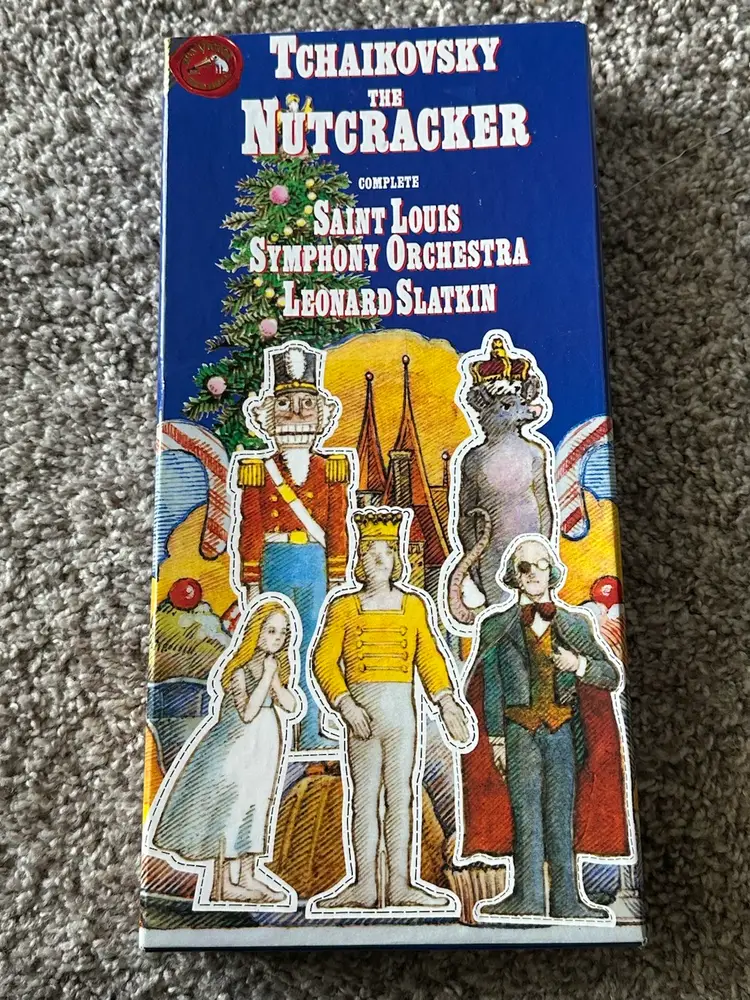 TCHAIKOVSKY
THE
NUTCRACKER
COMPLETE
SAINT LOUIS
SYMPHONY ORCHESTRA
LEONARD SLATKIN